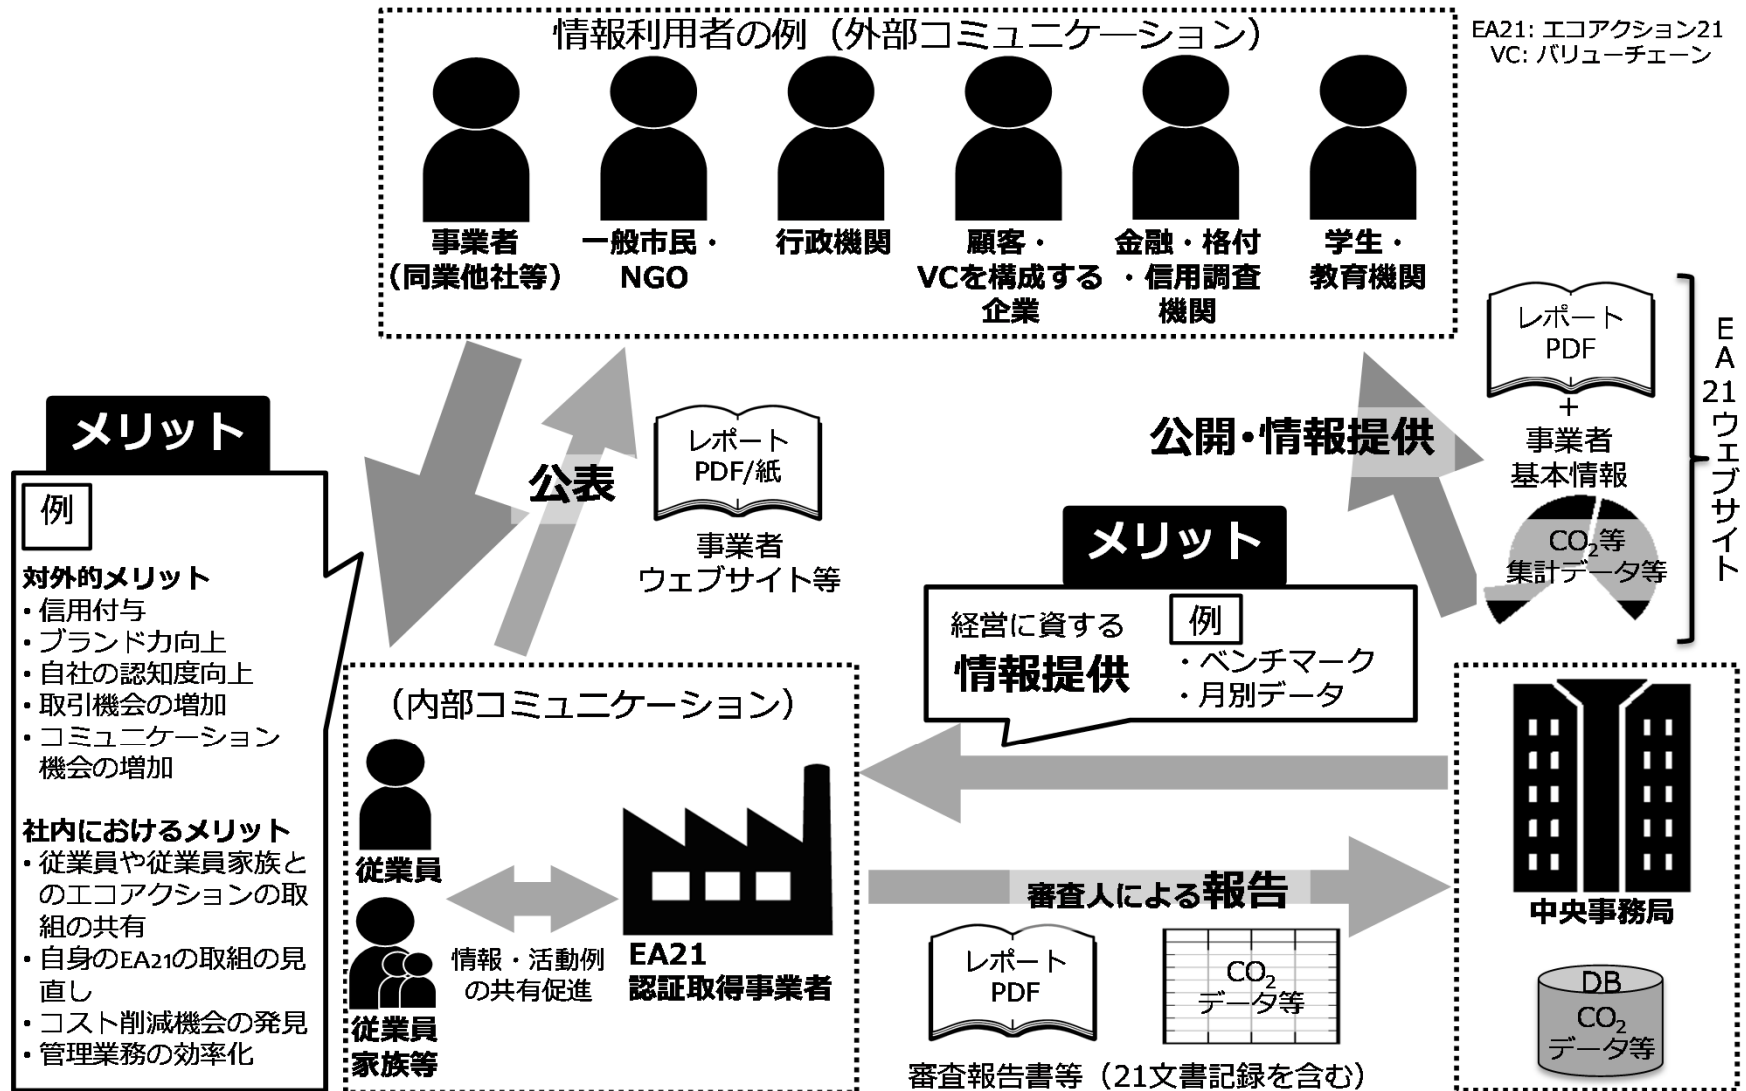 情報利用者の例（外部コミュニケーション）
EA21: エコアクション21
VC: バリューチェーン
事業者
（同業他社等）
一般市民・
NGO
行政機関
顧客・
VCを構成する
企業
金融・格付
・信用調査
機関
学生・
教育機関
レポート
PDF
+
事業者
基本情報
CO₂等
集計データ等
EA21ウェブサイト
メリット
例
対外的メリット
・信用付与
・ブランド力向上
・自社の認知度向上
・取引機会の増加
・コミュニケーション
機会の増加
社内におけるメリット
・従業員や従業員家族と
のエコアクションの取
組の共有
・自身のEA21の取組の見
直し
・コスト削減機会の発見
・管理業務の効率化
公表
レポート
PDF/紙
事業者
ウェブサイト等
公開・情報提供
メリット
経営に資する
情報提供
例
・ベンチマーク
・月別データ
（内部コミュニケーション）
従業員
従業員
家族等
情報・活動例
の共有促進
EA21
認証取得事業者
審査人による報告
レポート
PDF
CO₂
データ等
審査報告書等（21文書記録を含む）
中央事務局
DB
CO₂
データ等